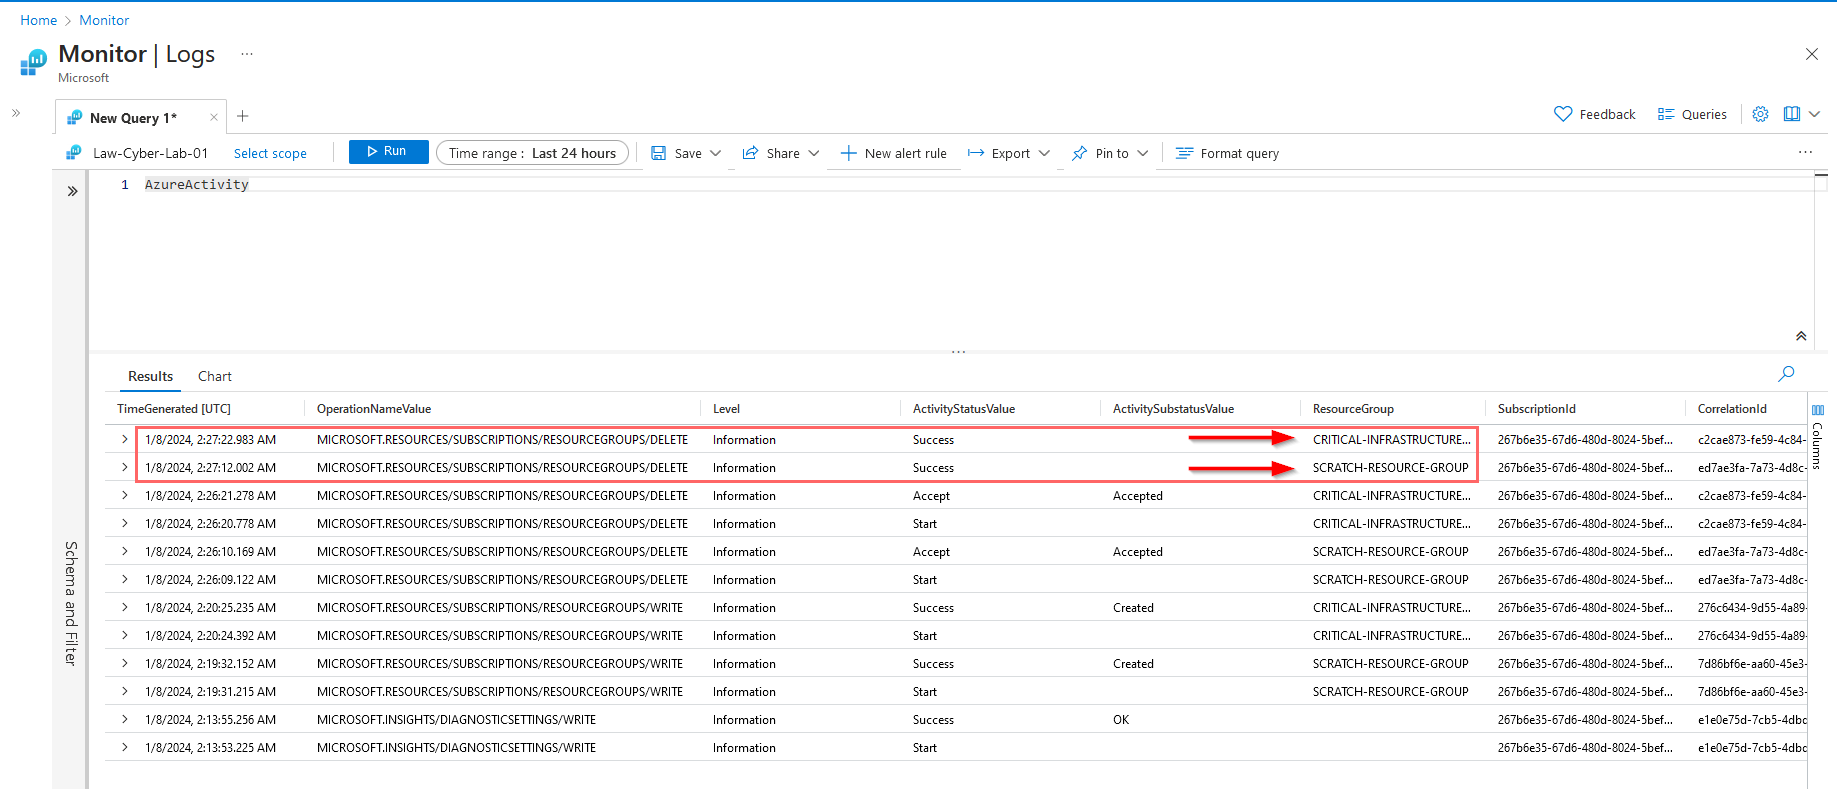 Home > Monitor
Monitor | Logs ...
Microsoft
New Query 1*
Feedback Queries
Law-Cyber-Lab-01 Select scope Run Time range : Last 24 hours Save Share New alert rule Export Pin to Format query ...
1 AzureActivity
Schema and Filter
Results Chart
TimeGenerated [UTC] OperationNameValue Level ActivityStatusValue ActivitySubstatusValue ResourceGroup SubscriptionId CorrelationId
1/8/2024, 2:27:22.983 AM MICROSOFT.RESOURCES/SUBSCRIPTIONS/RESOURCEGROUPS/DELETE Information Success CRITICAL-INFRASTRUCTURE... 267b6e35-67d6-480d-8024-5bef... c2cae873-fe59-4c84-
1/8/2024, 2:27:12.002 AM MICROSOFT.RESOURCES/SUBSCRIPTIONS/RESOURCEGROUPS/DELETE Information Success SCRATCH-RESOURCE-GROUP 267b6e35-67d6-480d-8024-5bef... ed7ae3fa-7a73-4d8c-
1/8/2024, 2:26:21.278 AM MICROSOFT.RESOURCES/SUBSCRIPTIONS/RESOURCEGROUPS/DELETE Information Accept Accepted CRITICAL-INFRASTRUCTURE... 267b6e35-67d6-480d-8024-5bef... c2cae873-fe59-4c84-
1/8/2024, 2:26:20.778 AM MICROSOFT.RESOURCES/SUBSCRIPTIONS/RESOURCEGROUPS/DELETE Information Start CRITICAL-INFRASTRUCTURE... 267b6e35-67d6-480d-8024-5bef... c2cae873-fe59-4c84-
1/8/2024, 2:26:10.169 AM MICROSOFT.RESOURCES/SUBSCRIPTIONS/RESOURCEGROUPS/DELETE Information Accept Accepted SCRATCH-RESOURCE-GROUP 267b6e35-67d6-480d-8024-5bef... ed7ae3fa-7a73-4d8c-
1/8/2024, 2:26:09.122 AM MICROSOFT.RESOURCES/SUBSCRIPTIONS/RESOURCEGROUPS/DELETE Information Start SCRATCH-RESOURCE-GROUP 267b6e35-67d6-480d-8024-5bef... ed7ae3fa-7a73-4d8c-
1/8/2024, 2:20:25.235 AM MICROSOFT.RESOURCES/SUBSCRIPTIONS/RESOURCEGROUPS/WRITE Information Success Created CRITICAL-INFRASTRUCTURE... 267b6e35-67d6-480d-8024-5bef... 276c6434-9d55-4a89-
1/8/2024, 2:20:24.392 AM MICROSOFT.RESOURCES/SUBSCRIPTIONS/RESOURCEGROUPS/WRITE Information Start CRITICAL-INFRASTRUCTURE... 267b6e35-67d6-480d-8024-5bef... 276c6434-9d55-4a89-
1/8/2024, 2:19:32.152 AM MICROSOFT.RESOURCES/SUBSCRIPTIONS/RESOURCEGROUPS/WRITE Information Success Created SCRATCH-RESOURCE-GROUP 267b6e35-67d6-480d-8024-5bef... 7d86bf6e-aa60-45e3-
1/8/2024, 2:19:31.215 AM MICROSOFT.RESOURCES/SUBSCRIPTIONS/RESOURCEGROUPS/WRITE Information Start SCRATCH-RESOURCE-GROUP 267b6e35-67d6-480d-8024-5bef... 7d86bf6e-aa60-45e3-
1/8/2024, 2:13:55.256 AM MICROSOFT.INSIGHTS/DIAGNOSTICSETTINGS/WRITE Information Success OK 267b6e35-67d6-480d-8024-5bef... e1e0e75d-7cb5-4dbd
1/8/2024, 2:13:53.225 AM MICROSOFT.INSIGHTS/DIAGNOSTICSETTINGS/WRITE Information Start 267b6e35-67d6-480d-8024-5bef... e1e0e75d-7cb5-4dbd
Columns